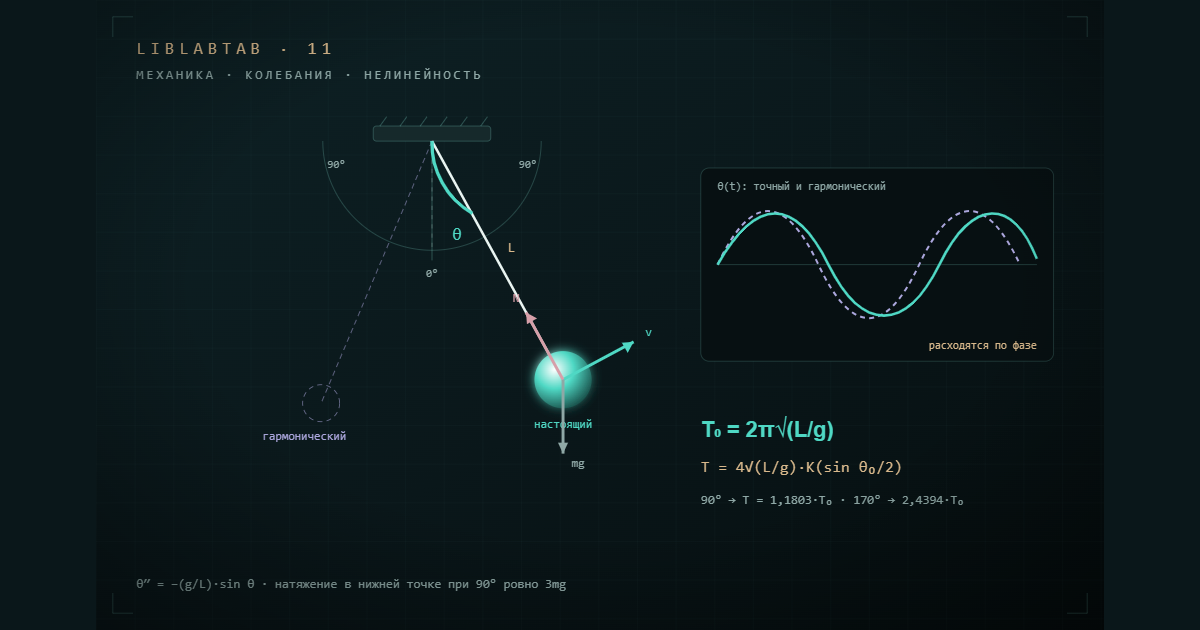 LIBLABTAB · 11
МЕХАНИКА · КОЛЕБАНИЯ · НЕЛИНЕЙНОСТЬ
90°
90°
θ
L
0°
N
v
настоящий
гармонический
mg
θ(t): точный и гармонический
расходятся по фазе
T₀ = 2π√(L/g)
T = 4√(L/g)·K(sin θ₀/2)
90° → T = 1,1803·T₀ · 170° → 2,4394·T₀
θ″ = −(g/L)·sin θ · натяжение в нижней точке при 90° ровно 3mg